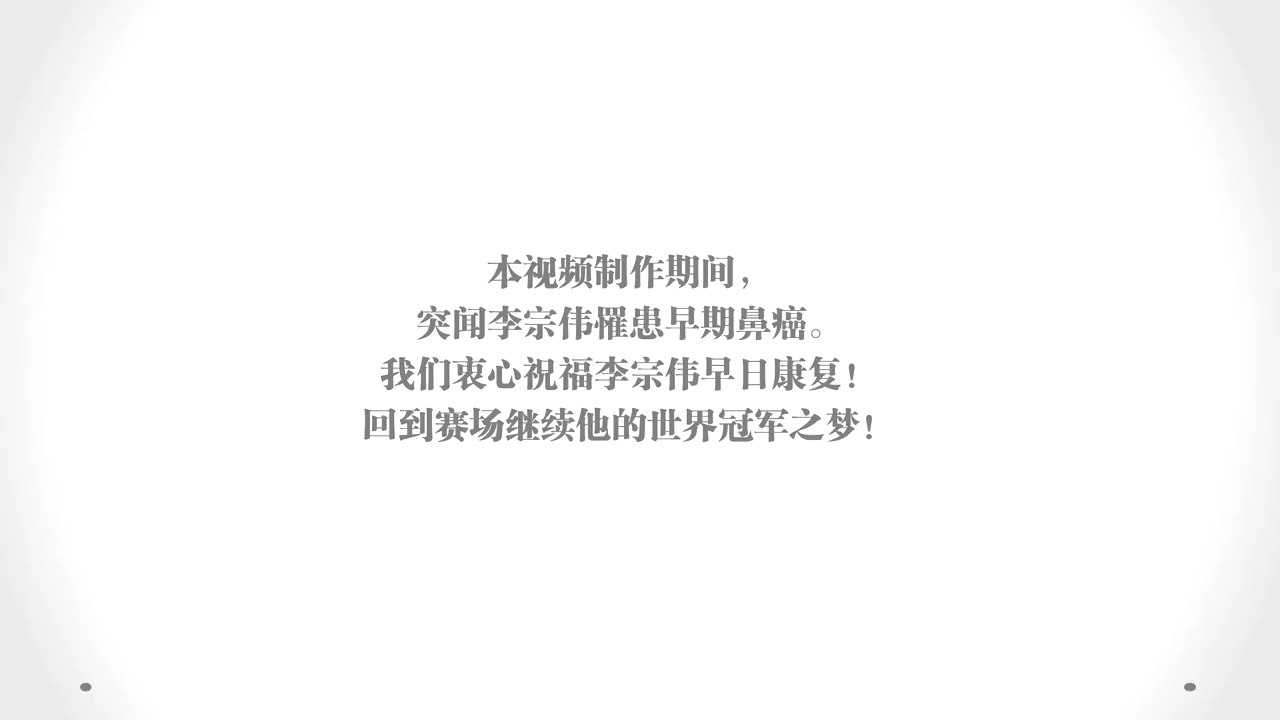 本视频制作期间，
突闻李宗伟罹患早期鼻癌。
我们衷心祝福李宗伟早日康复！
回到赛场继续他的世界冠军之梦！